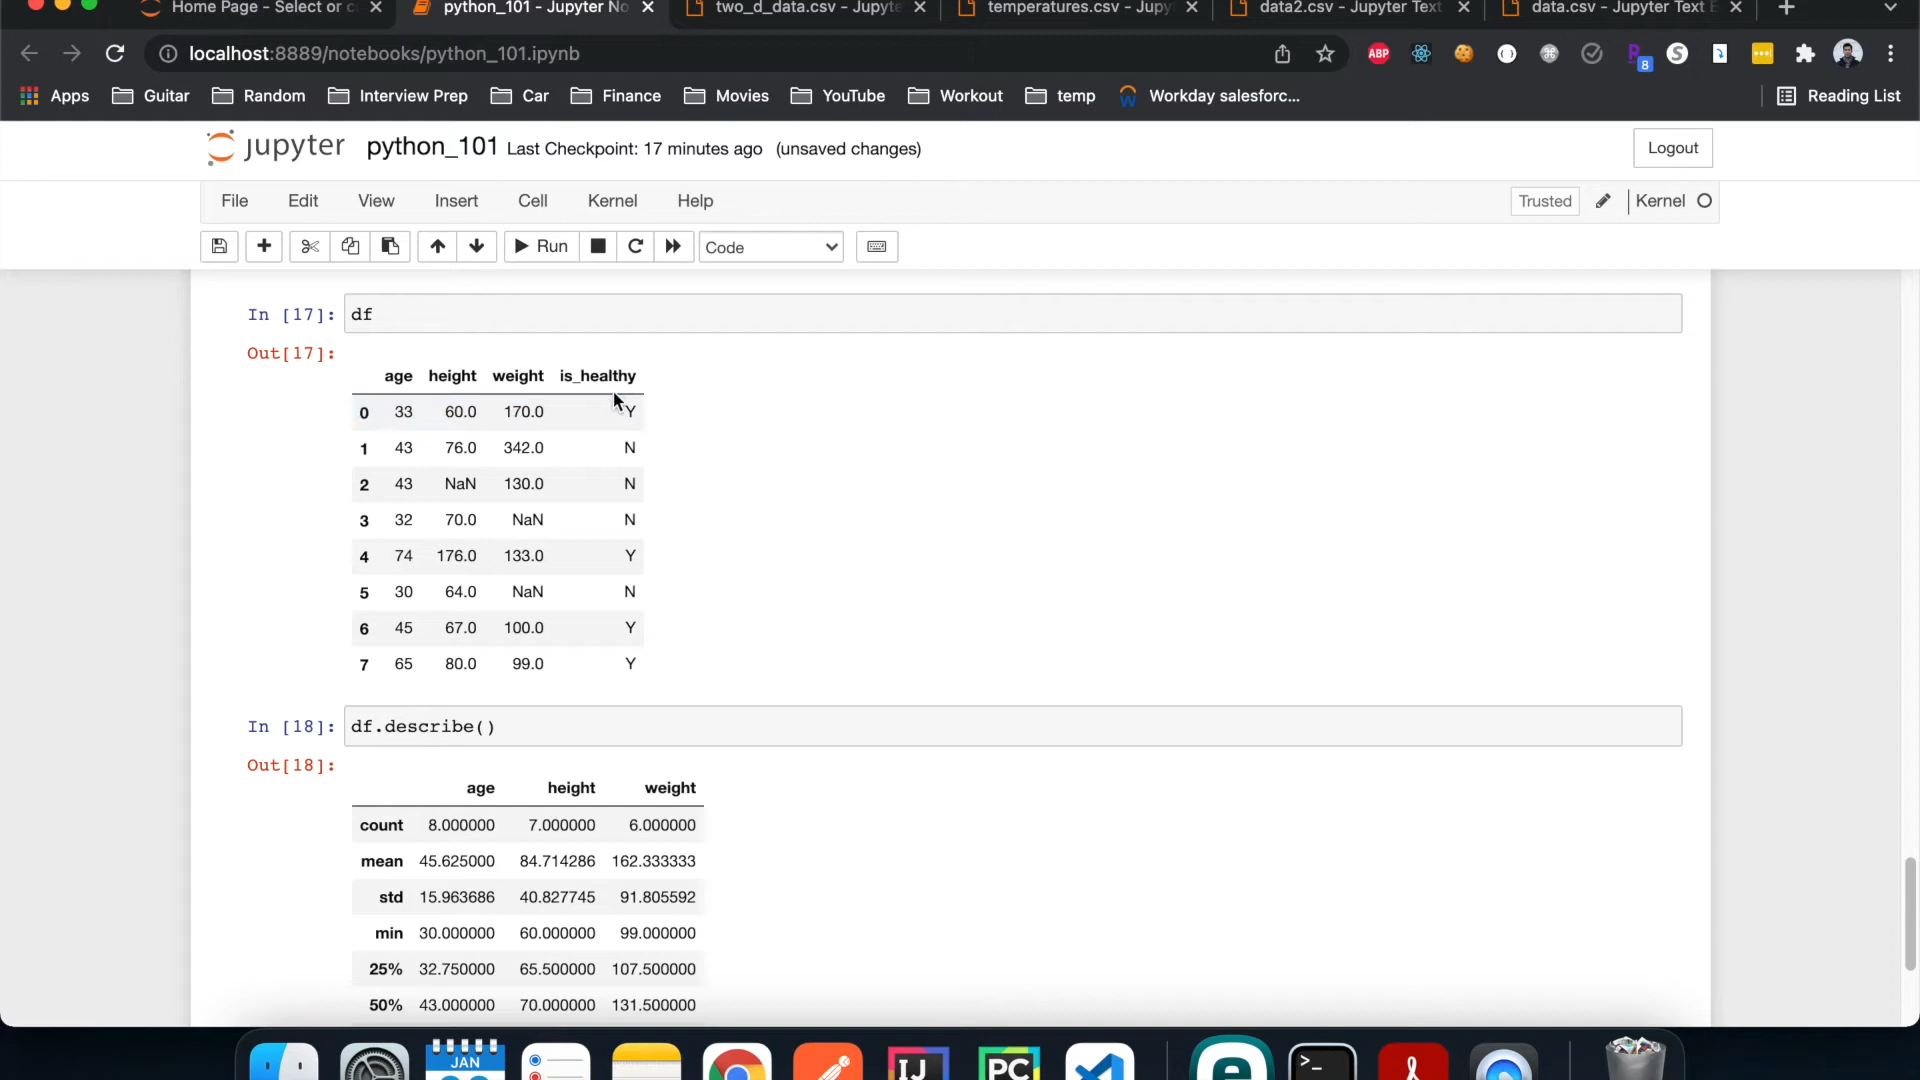 Home Page - Select or c
python_101 - Jupyter No
two_d_data.csv - Jupyte
temperatures.csv - Jupy
data2.csv - Jupyter Text
data.csv - Jupyter Text E
localhost:8889/notebooks/python_101.ipynb
ABP
8
S
Apps Guitar Random Interview Prep Car Finance Movies YouTube Workout temp Workday salesforc... Reading List
jupyter python_101 Last Checkpoint: 17 minutes ago (unsaved changes) Logout
File Edit View Insert Cell Kernel Help Trusted Kernel
Run Code
In [17]: df
Out[17]:
age height weight is_healthy
0 33 60.0 170.0 Y
1 43 76.0 342.0 N
2 43 NaN 130.0 N
3 32 70.0 NaN N
4 74 176.0 133.0 Y
5 30 64.0 NaN N
6 45 67.0 100.0 Y
7 65 80.0 99.0 Y
In [18]: df.describe()
Out[18]:
age height weight
count 8.000000 7.000000 6.000000
mean 45.625000 84.714286 162.333333
std 15.963686 40.827745 91.805592
min 30.000000 60.000000 99.000000
25% 32.750000 65.500000 107.500000
50% 43.000000 70.000000 131.500000
JAN
IJ
PC